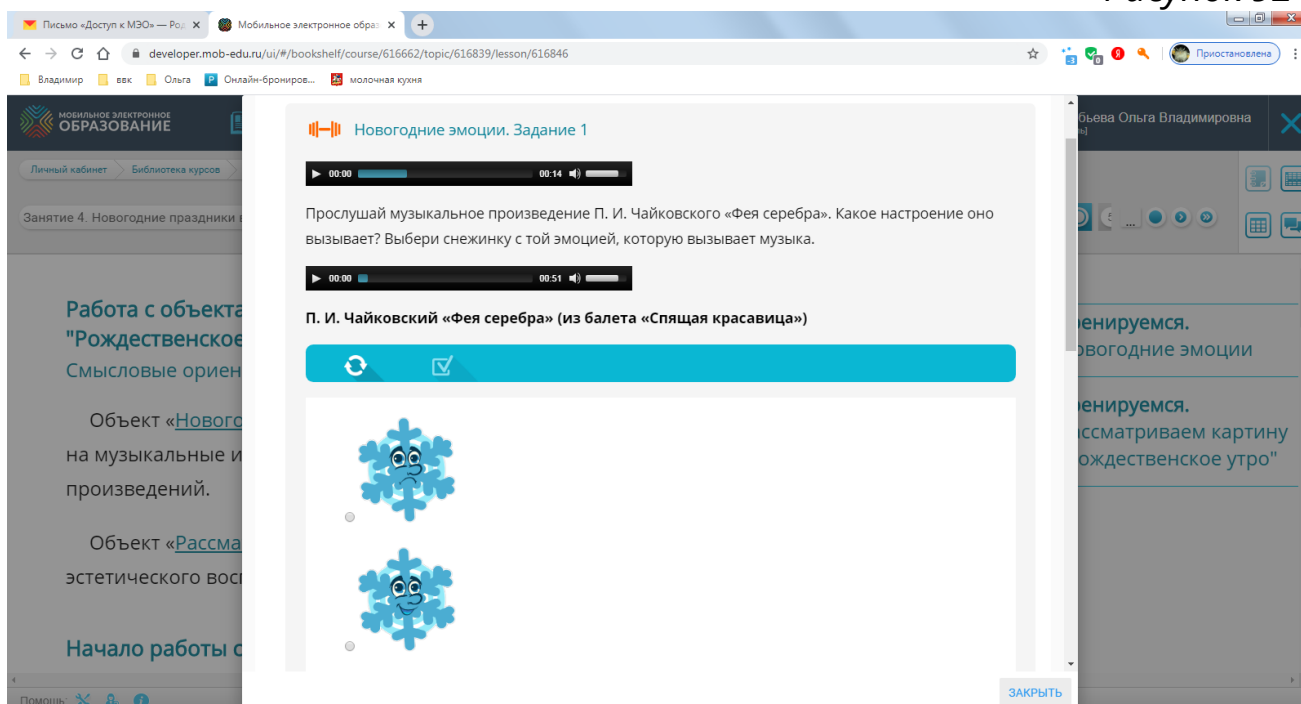 Письмо «Доступ к МЭО» — Ро
Мобильное электронное образ
developer.mob-edu.ru/ui/#/bookshelf/course/616662/topic/616839/lesson/616846
Приостановлена
Владимир
ввк
Ольга
Онлайн-брониров...
молочная кухня
МОБИЛЬНОЕ ЭЛЕКТРОННОЕ
ОБРАЗОВАНИЕ
бьева Ольга Владимировна
Личный кабинет
Библиотека курсов
Занятие 4. Новогодние праздники
Новогодние эмоции. Задание 1
00:00
00:14
Прослушай музыкальное произведение П. И. Чайковского «Фея серебра». Какое настроение оно
вызывает? Выбери снежинку с той эмоцией, которую вызывает музыка.
00:00
00:51
П. И. Чайковский «Фея серебра» (из балета «Спящая красавица»)
Работа с объекта
"Рождественское
Смысловые ориен
Объект «Новог
на музыкальные и
произведений.
Объект «Рассма
эстетического вос
Начало работы с
ренируемся.
овогодние эмоции
ренируемся.
ассматриваем картину
ождественское утро"
ЗАКРЫТЬ
Помощь: